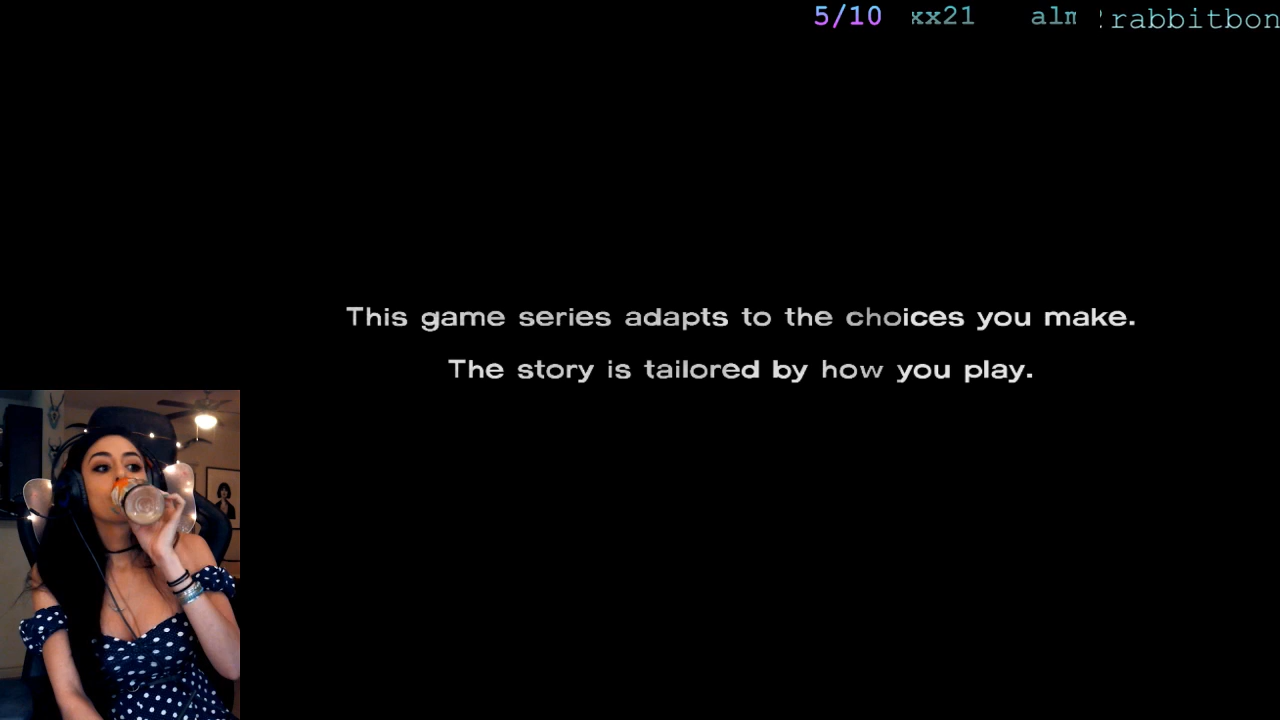 5/10 xx21 alm !rabbitbon
This game series adapts to the choices you make.
The story is tailored by how you play.